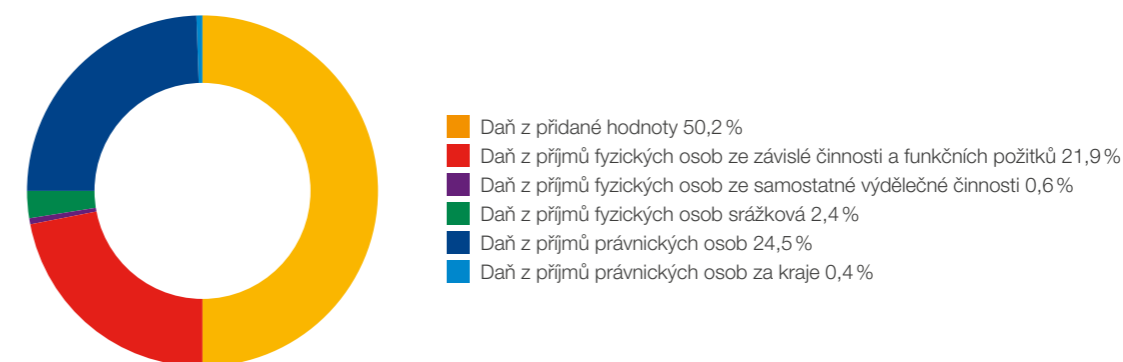 Daň z přidané hodnoty 50,2 %
Daň z příjmů fyzických osob ze závislé činnosti a funkčních požitků 21,9 %
Daň z příjmů fyzických osob ze samostatné výdělečné činnosti 0,6 %
Daň z příjmů fyzických osob srážková 2,4 %
Daň z příjmů právnických osob 24,5 %
Daň z příjmů právnických osob za kraje 0,4 %